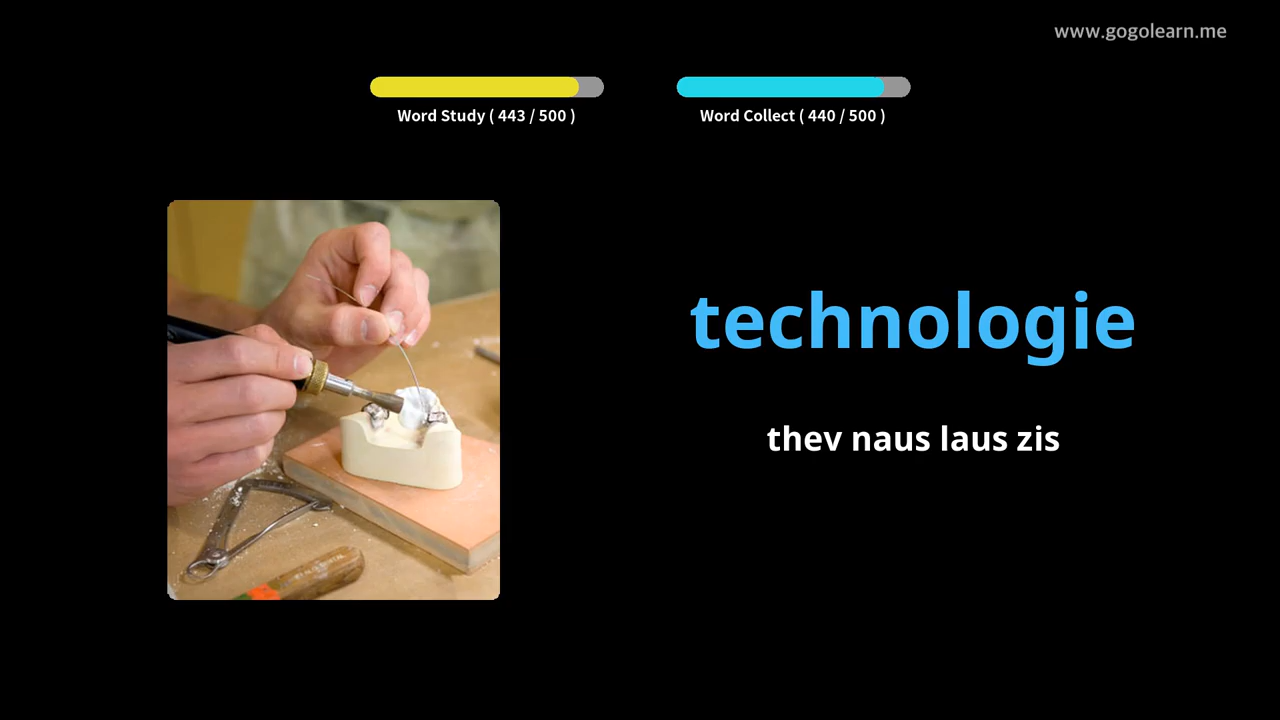 www.gogolearn.me
Word Study ( 443 / 500 )
Word Collect ( 440 / 500 )
technologie
thev naus laus zis